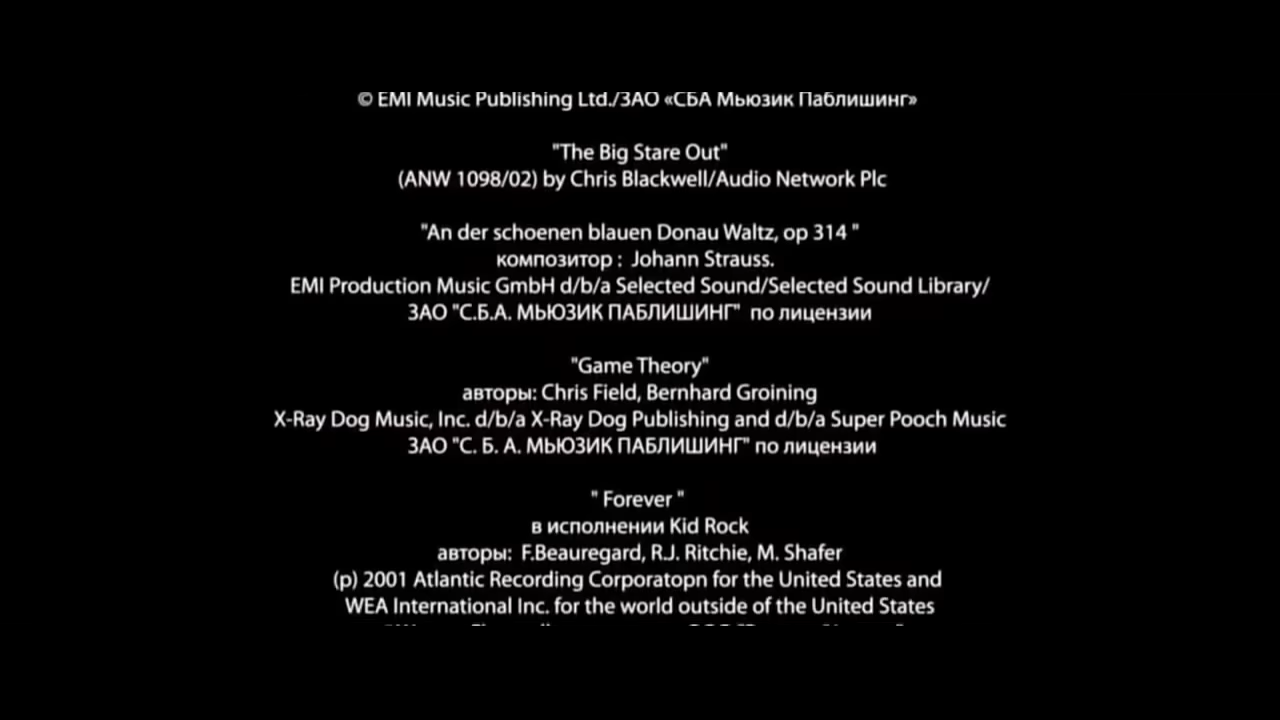 © EMI Music Publishing Ltd./ЗАО «СБА Мьюзик Паблишинг»
"The Big Stare Out"
(ANW 1098/02) by Chris Blackwell/Audio Network Plc
"An der schoenen blauen Donau Waltz, op 314 "
композитор : Johann Strauss.
EMI Production Music GmbH d/b/a Selected Sound/Selected Sound Library/
ЗАО "С.Б.А. МЬЮЗИК ПАБЛИШИНГ" по лицензии
"Game Theory"
авторы: Chris Field, Bernhard Groining
X-Ray Dog Music, Inc. d/b/a X-Ray Dog Publishing and d/b/a Super Pooch Music
ЗАО "С. Б. А. МЬЮЗИК ПАБЛИШИНГ" по лицензии
" Forever "
в исполнении Kid Rock
авторы: F.Beauregard, R.J. Ritchie, M. Shafer
(p) 2001 Atlantic Recording Corporatopn for the United States and
WEA International Inc. for the world outside of the United States